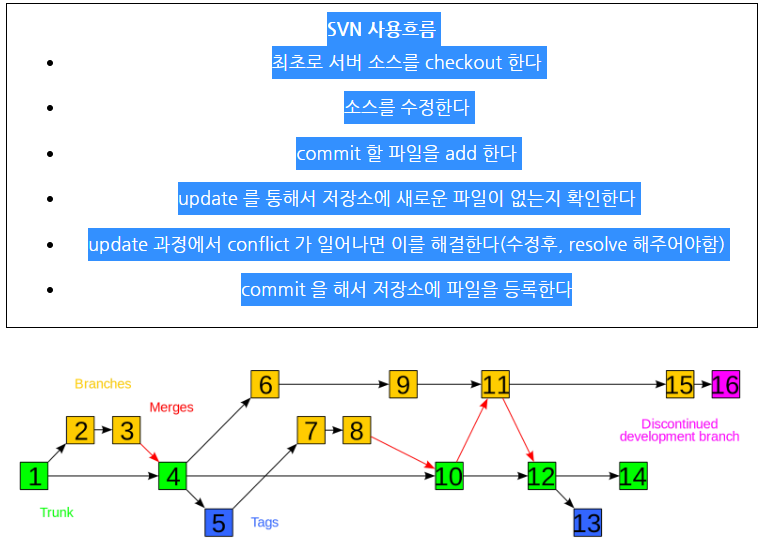 SVN 사용흐름
최초로 서버 소스를 checkout 한다
소스를 수정한다
commit 할 파일을 add 한다
update 를 통해서 저장소에 새로운 파일이 없는지 확인한다
update 과정에서 conflict 가 일어나면 이를 해결한다(수정후, resolve 해주어야함)
commit 을 해서 저장소에 파일을 등록한다
Branches
6
9
11
15
16
Merges
2
3
7
8
Discontinued
development branch
1
4
10
12
14
Trunk
5
Tags
13